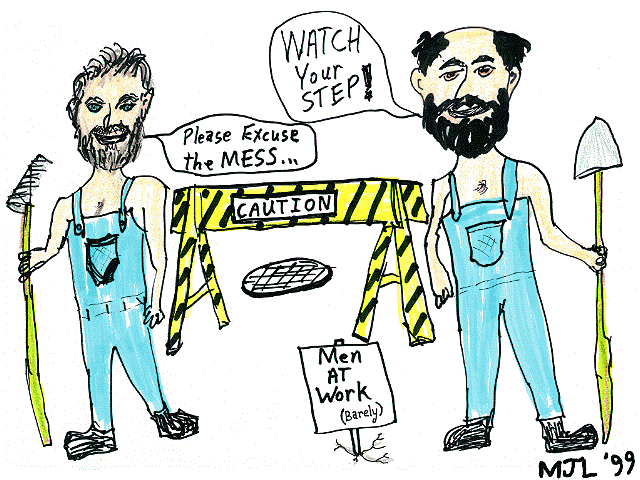 WATCH
Your
STEP!
Please Excuse
the MESS...
CAUTION
Men
AT
Work
(Barely)
MJL '99